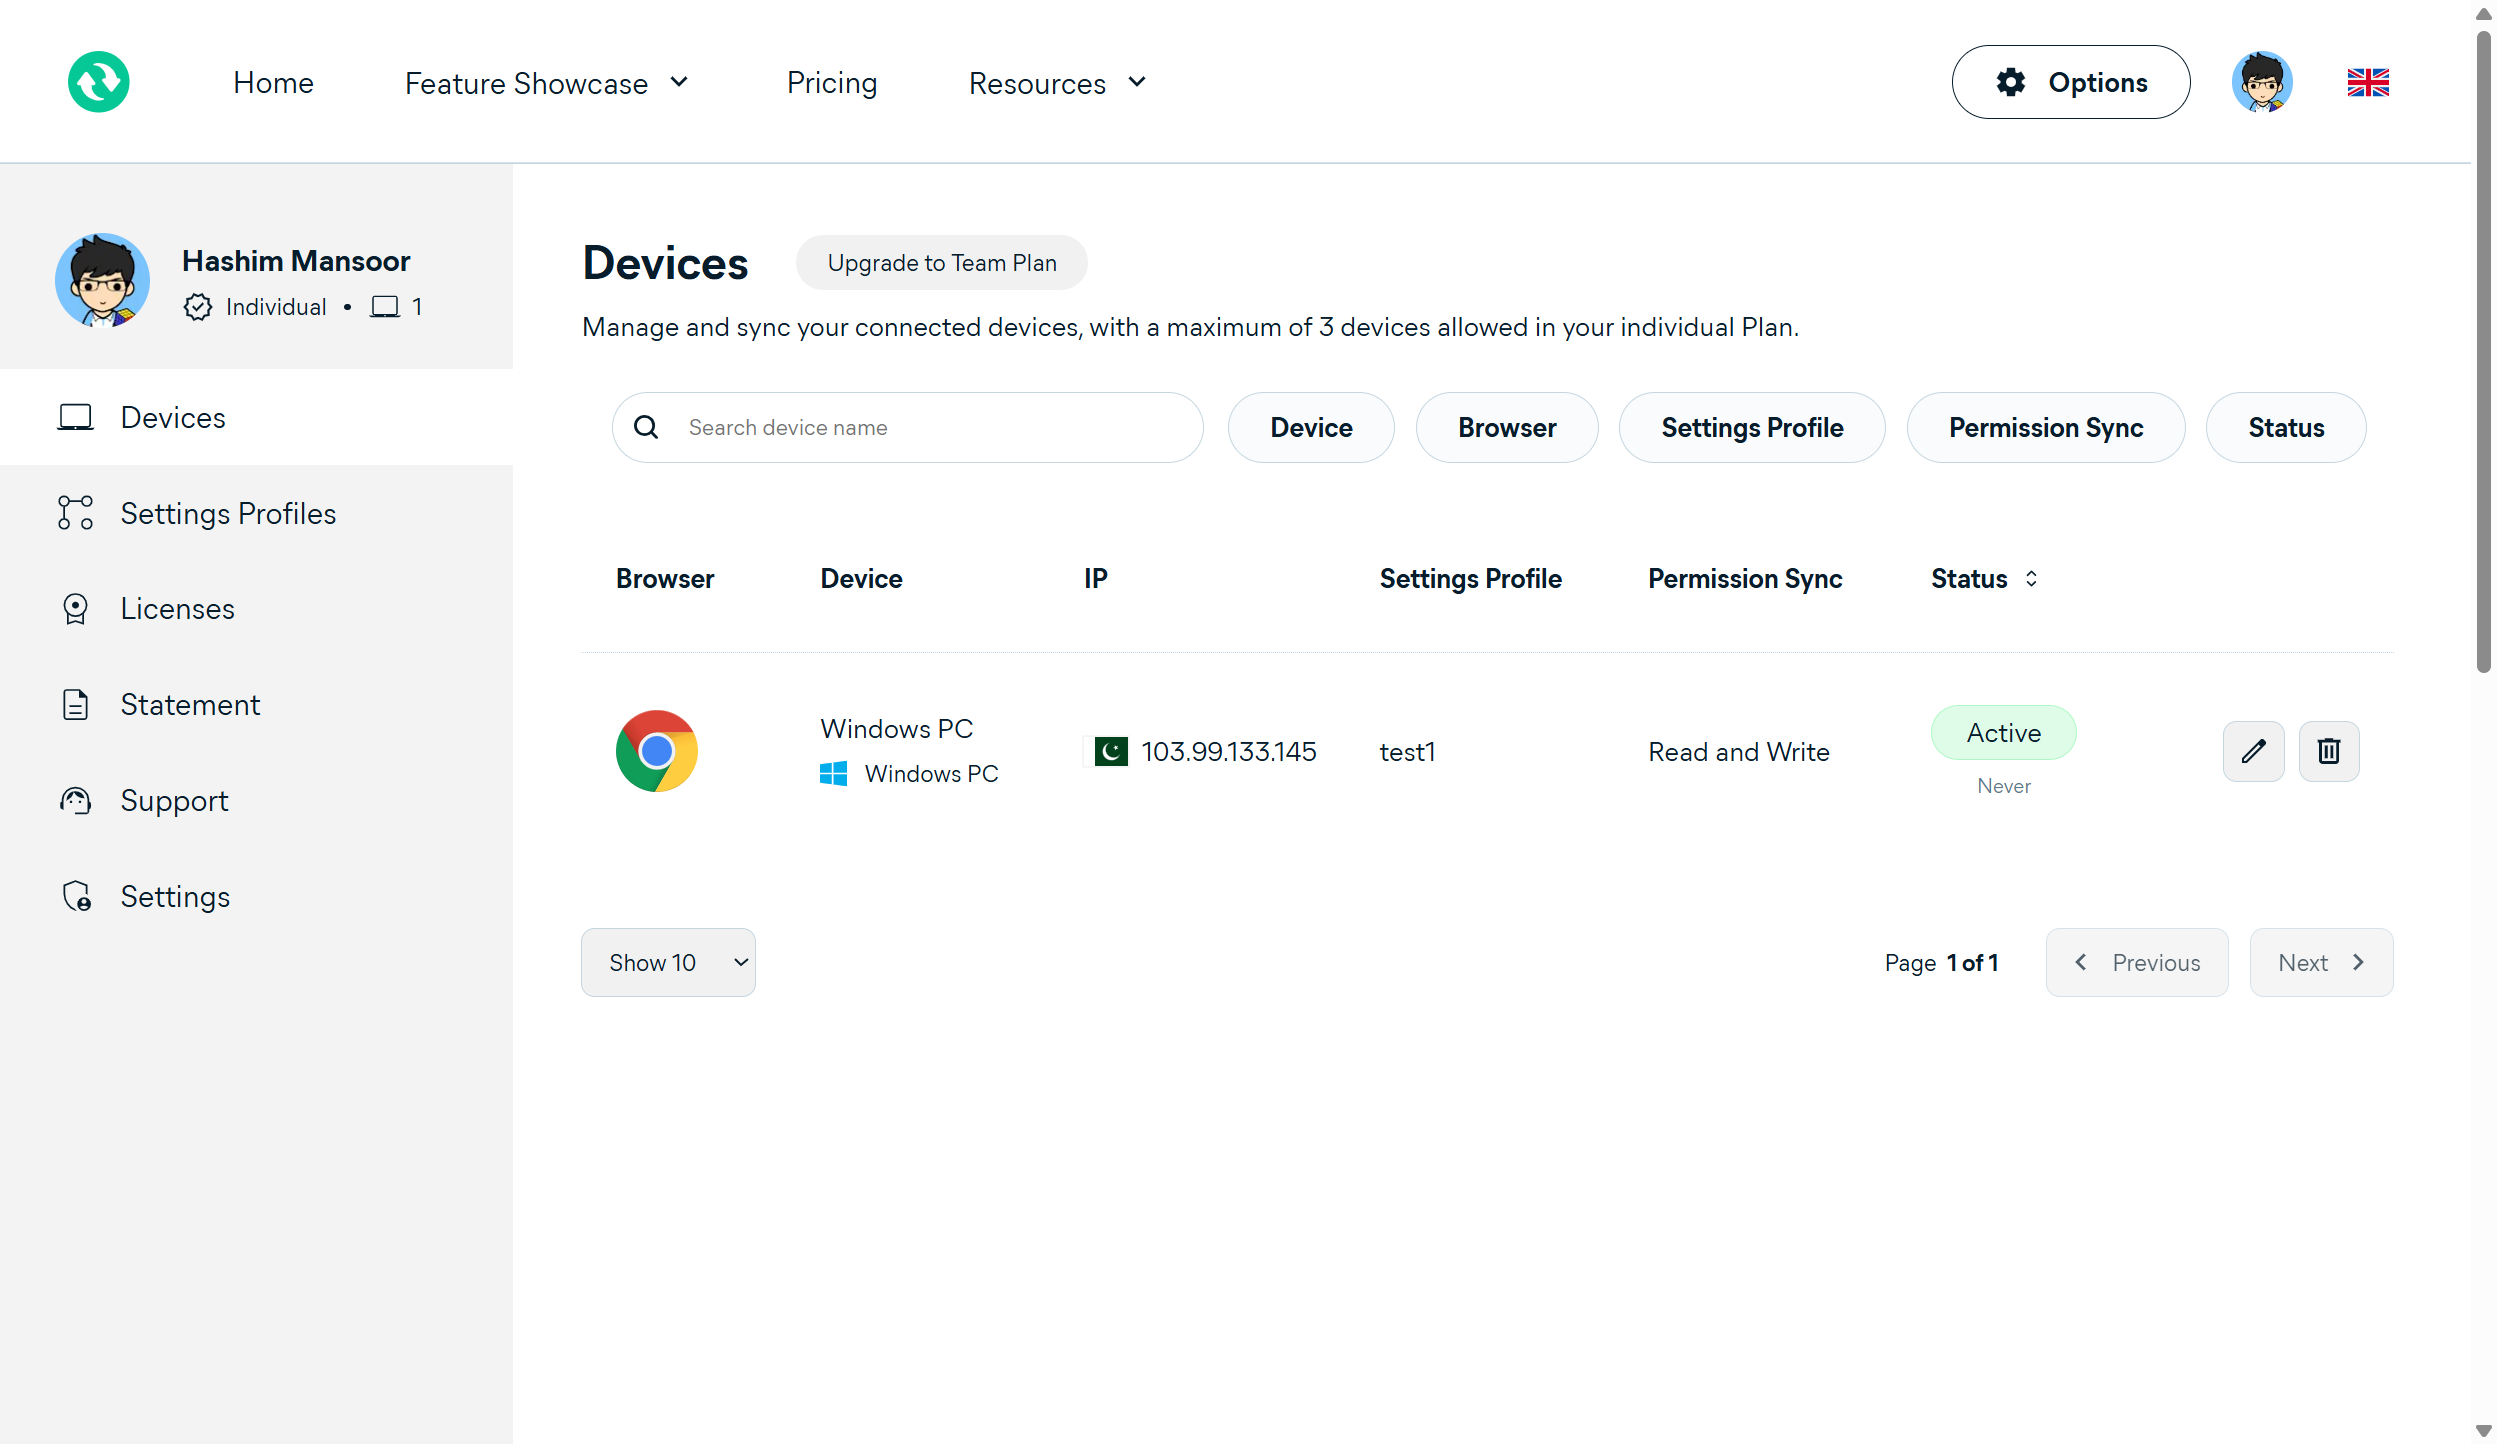 Home
Feature Showcase
Pricing
Resources
Options
Hashim Mansoor
Individual • 1
Devices
Settings Profiles
Licenses
Statement
Support
Settings
Devices
Upgrade to Team Plan
Manage and sync your connected devices, with a maximum of 3 devices allowed in your individual Plan.
Search device name
Device
Browser
Settings Profile
Permission Sync
Status
Browser
Device
IP
Settings Profile
Permission Sync
Status
Windows PC
Windows PC
103.99.133.145
test1
Read and Write
Active
Never
Show 10
Page 1 of 1
Previous
Next